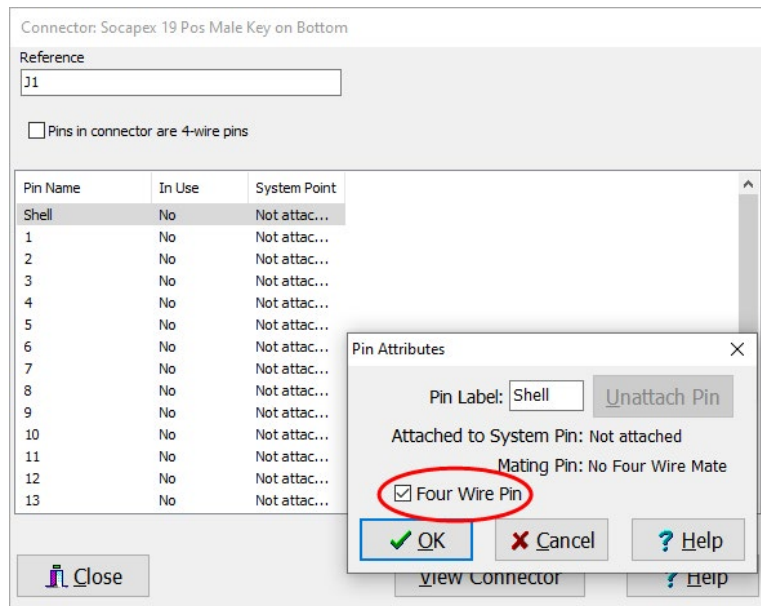 Connector: Socapex 19 Pos Male Key on Bottom
Reference
J1
Pins in connector are 4-wire pins
Pin Name In Use System Point
Shell No Not attac...
1 No Not attac...
2 No Not attac...
3 No Not attac...
4 No Not attac...
5 No Not attac...
6 No Not attac...
7 No Not attac...
8 No Not attac...
9 No Not attac...
10 No Not attac...
11 No Not attac...
12 No Not attac...
13 No Not attac...
Pin Attributes
Pin Label: Shell Unattach Pin
Attached to System Pin: Not attached
Mating Pin: No Four Wire Mate
Four Wire Pin
OK Cancel ? Help
Close View Connector ? Help